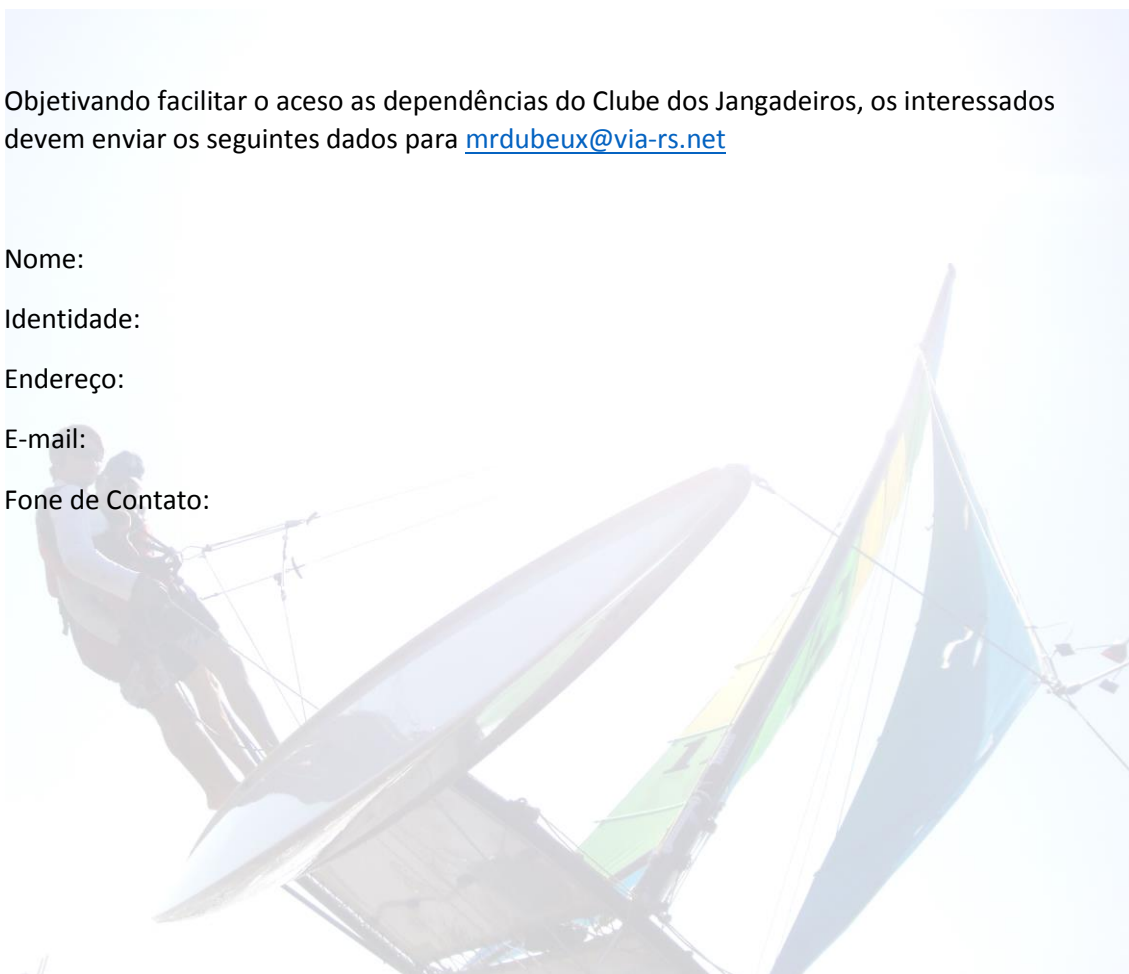 Objetivando facilitar o aceso as dependências do Clube dos Jangadeiros, os interessados
devem enviar os seguintes dados para mrdubeux@via-rs.net
Nome:
Identidade:
Endereço:
E-mail:
Fone de Contato: